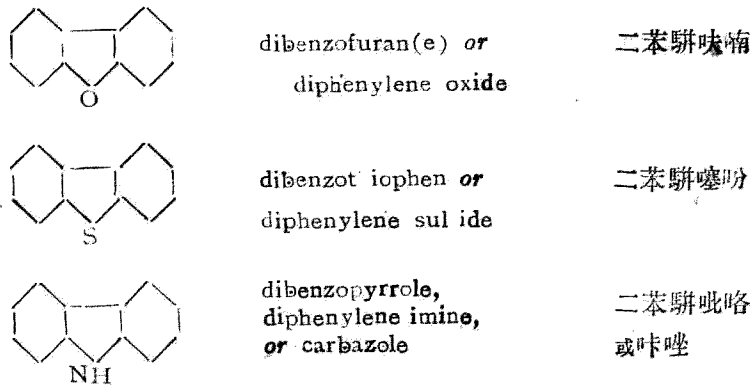 dibenzofuran(e) or 二苯駢呋喃
diphenylene oxide
O
dibenzot iophen or 二苯駢噻吩
diphenylene sul ide
S
dibenzopyrrole,
diphenylene imine, 二苯駢吡咯
or carbazole 或咔唑
NH